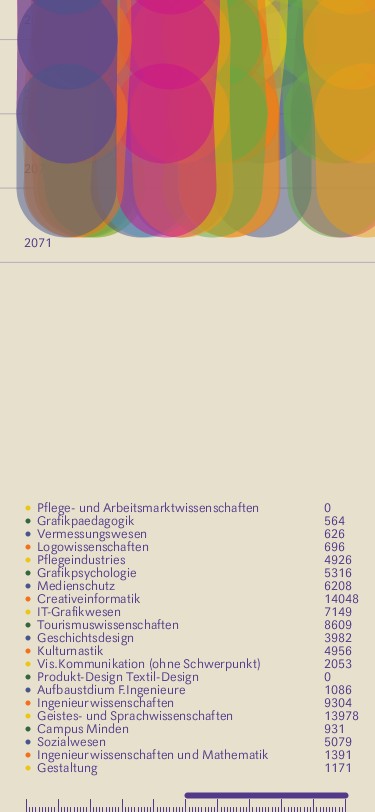 2071
Pflege- und Arbeitsmarktwissenschaften 0
Grafikpaedagogik 564
Vermessungswesen 626
Logowissenschaften 696
Pflegeindustries 4926
Grafikpsychologie 5316
Medienschutz 6208
Creativeinformatik 14048
IT-Grafikwesen 7149
Tourismuswissenschaften 8609
Geschichtsdesign 3982
Kulturnastik 4956
Vis.Kommunikation (ohne Schwerpunkt) 2053
Produkt-Design Textil-Design 0
Aufbaustdium F.Ingenieure 1086
Ingenieurwissenschaften 9304
Geistes- und Sprachwissenschaften 13978
Campus Minden 931
Sozialwesen 5079
Ingenieurwissenschaften und Mathematik 1391
Gestaltung 1171